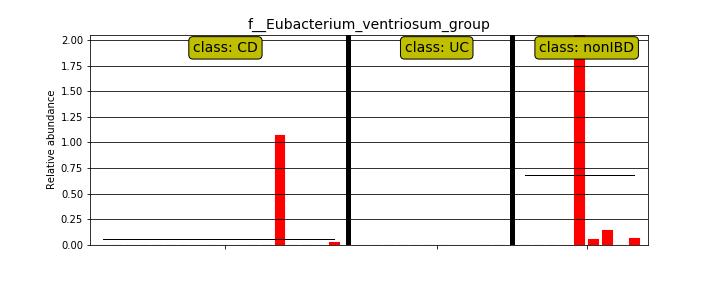 f__Eubacterium_ventriosum_group
class: CD
class: UC
class: nonIBD
Relative abundance
2.00
1.75
1.50
1.25
1.00
0.75
0.50
0.25
0.00